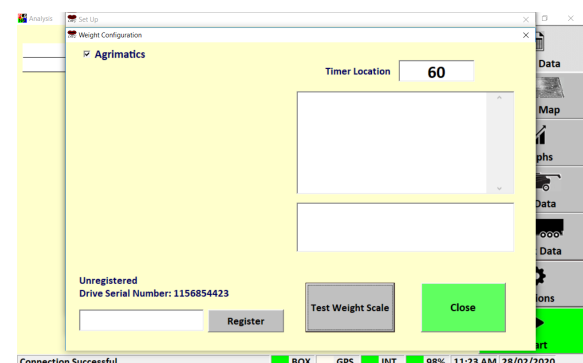 Analysis
Set Up
Weight Configuration
Agrimatics
Timer Location 60
Data
Map
phs
Data
Data
ions
art
Unregistered
Drive Serial Number: 1156854423
Register
Test Weight Scale
Close
Connection Successful BOX GPS INT 98% 11:23 AM 28/02/2020